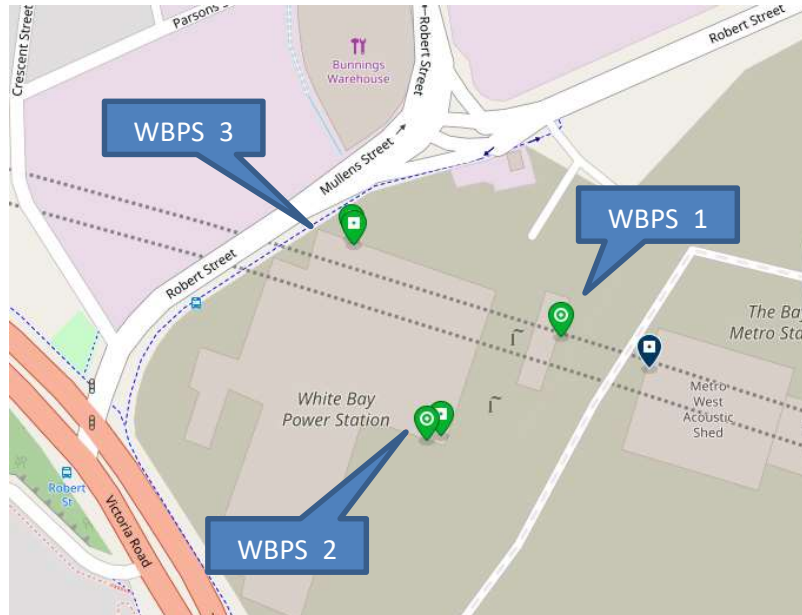 Parsons S
Crescent Street
←Robert Street
Robert Street
Bunnings
Warehouse
WBPS 3
Mullens Street
WBPS 1
Robert Street
The Bay
Metro Sta
White Bay
Power Station
Metro
West
Acoustic
Shed
Robert
St
Victoria Road
WBPS 2